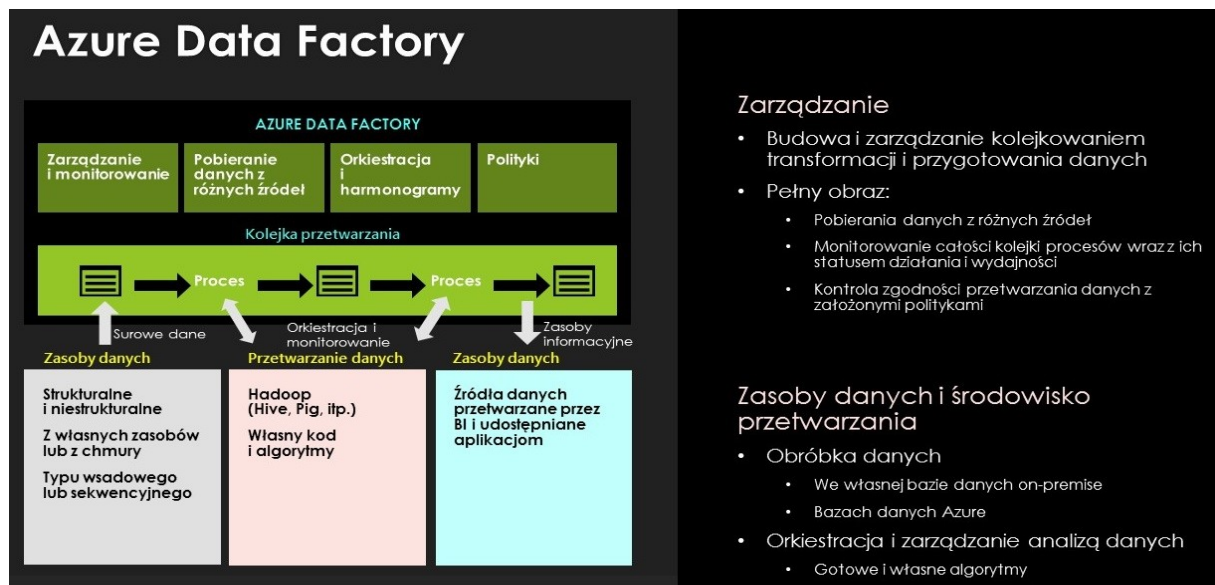 Azure Data Factory
AZURE DATA FACTORY
Zarządzanie
i monitorowanie
Pobieranie
danych z
różnych źródeł
Orkiestracja
i
harmonogramy
Polityki
Kolejka przetwarzania
Proces
Proces
Surowe dane
Orkiestracja i
monitorowanie
Zasoby
informacyjne
Zasoby danych
Strukturalne
i niestrukturalne
Z własnych zasobów
lub z chmury
Typu wsadowego
lub sekwencyjnego
Przetwarzanie danych
Hadoop
(Hive, Pig, itp.)
Własny kod
i algorytmy
Zasoby danych
Źródła danych
przetwarzane przez
BI i udostępniane
aplikacjom
Zarządzanie
• Budowa i zarządzanie kolejkowaniem
transformacji i przygotowania danych
• Pełny obraz:
• Pobierania danych z różnych źródeł
• Monitorowanie całości kolejki procesów wraz z ich
statusem działania i wydajności
• Kontrola zgodności przetwarzania danych z
założonymi politykami
Zasoby danych i środowisko
przetwarzania
• Obróbka danych
• We własnej bazie danych on-premise
• Bazach danych Azure
• Orkiestracja i zarządzanie analizą danych
• Gotowe i własne algorytmy